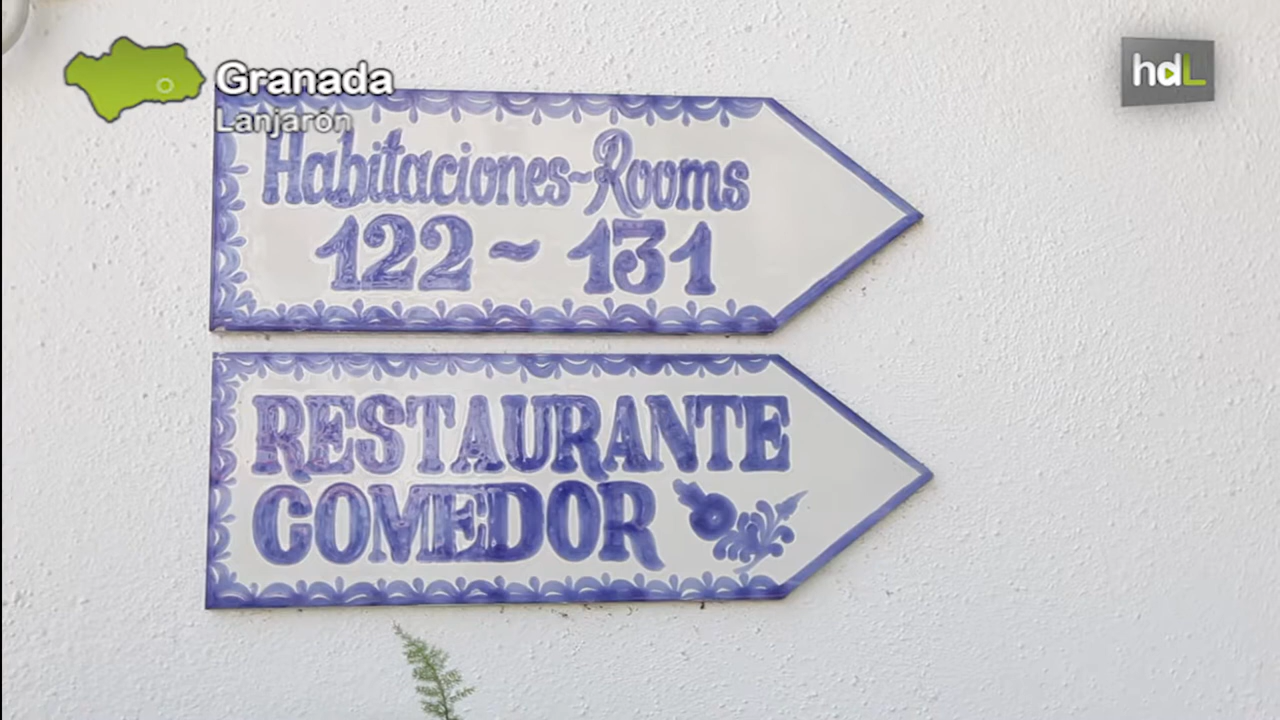 Granada
Lanjarón
hdL
Habitaciones-Rooms
122 ~ 131
RESTAURANTE
COMEDOR